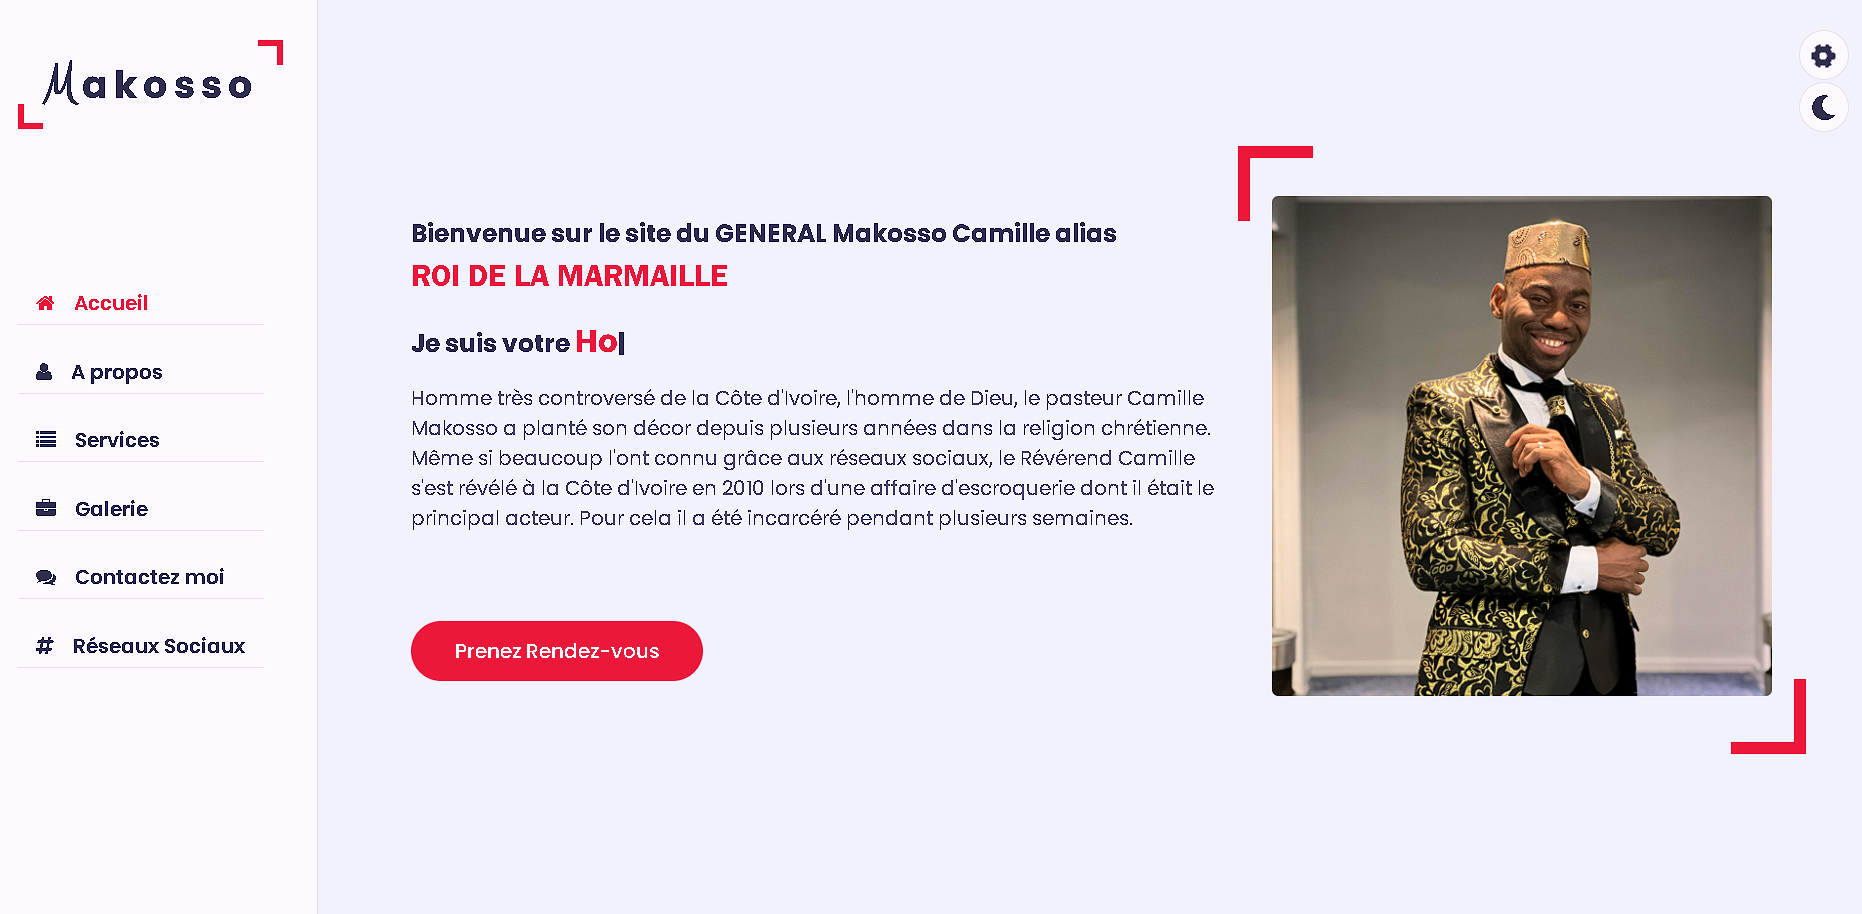 Makosso
Accueil
A propos
Services
Galerie
Contactez moi
Réseaux Sociaux
Bienvenue sur le site du GENERAL Makosso Camille alias
ROI DE LA MARMAILLE
Je suis votre Ho|
Homme très controversé de la Côte d'Ivoire, l'homme de Dieu, le pasteur Camille
Makosso a planté son décor depuis plusieurs années dans la religion chrétienne.
Même si beaucoup l'ont connu grâce aux réseaux sociaux, le Révérend Camille
s'est révélé à la Côte d'Ivoire en 2010 lors d'une affaire d'escroquerie dont il était le
principal acteur. Pour cela il a été incarcéré pendant plusieurs semaines.
Prenez Rendez-vous